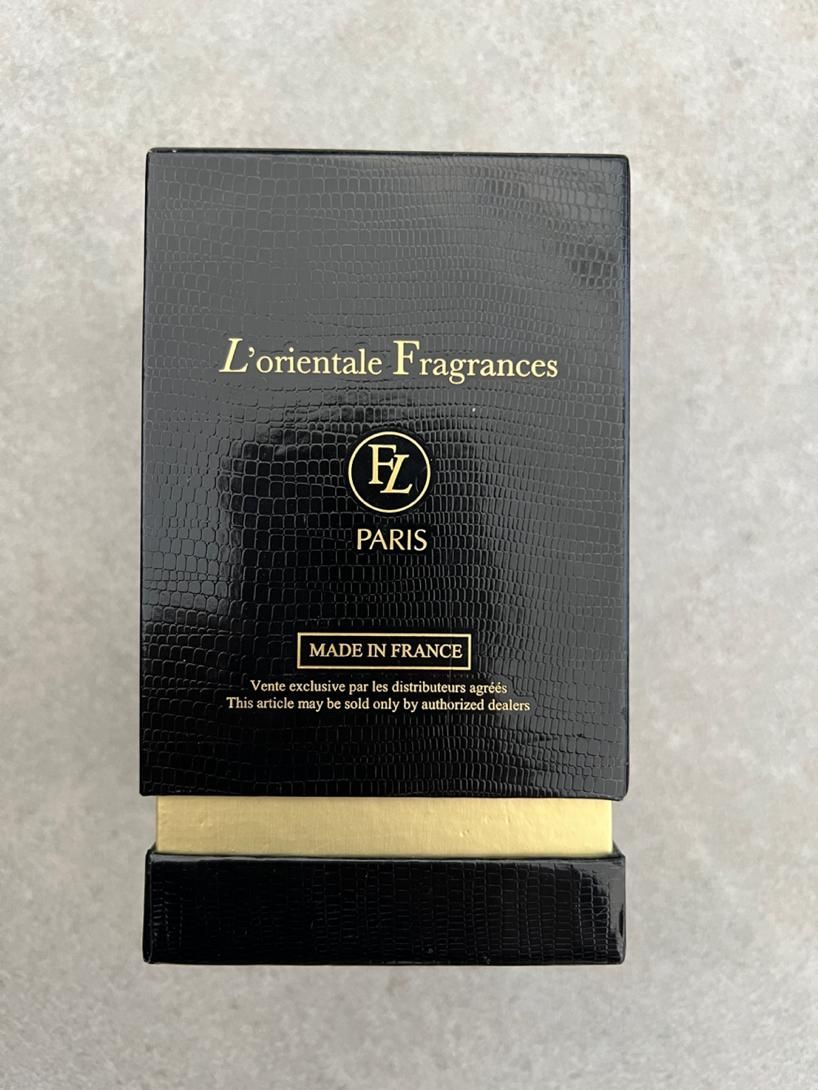 L'orientale Fragrances
FL
PARIS
MADE IN FRANCE
Vente exclusive par les distributeurs agréés
This article may be sold only by authorized dealers